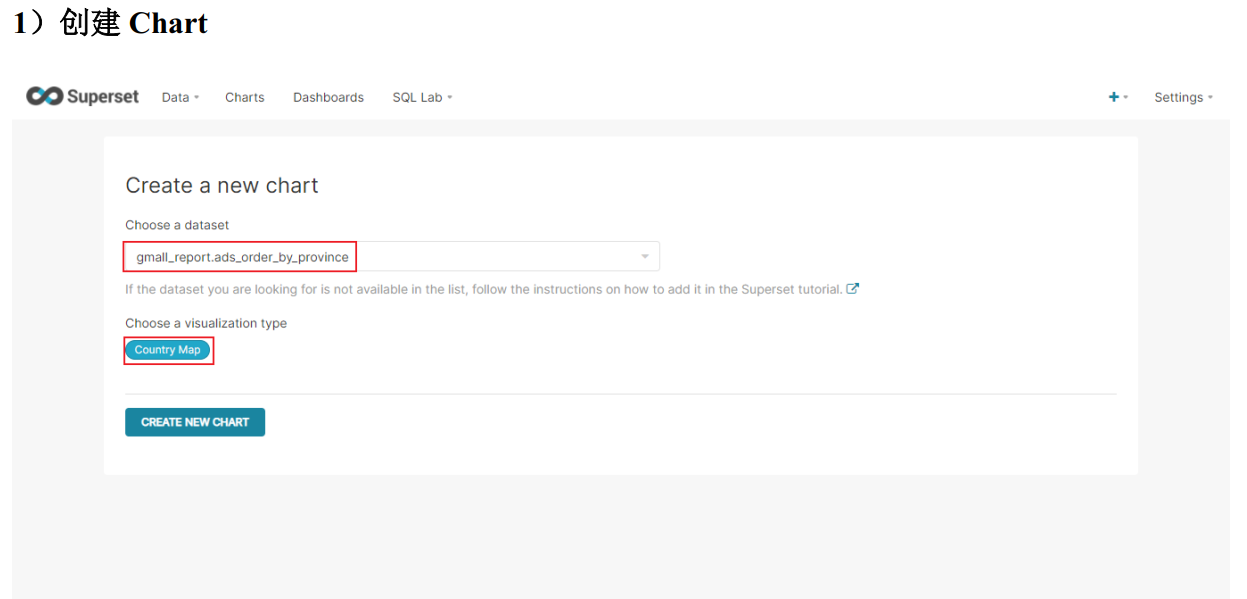 1）创建 Chart
Superset Data Charts Dashboards SQL Lab + Settings
Create a new chart
Choose a dataset
gmall_report.ads_order_by_province
If the dataset you are looking for is not available in the list, follow the instructions on how to add it in the Superset tutorial.
Choose a visualization type
Country Map
CREATE NEW CHART